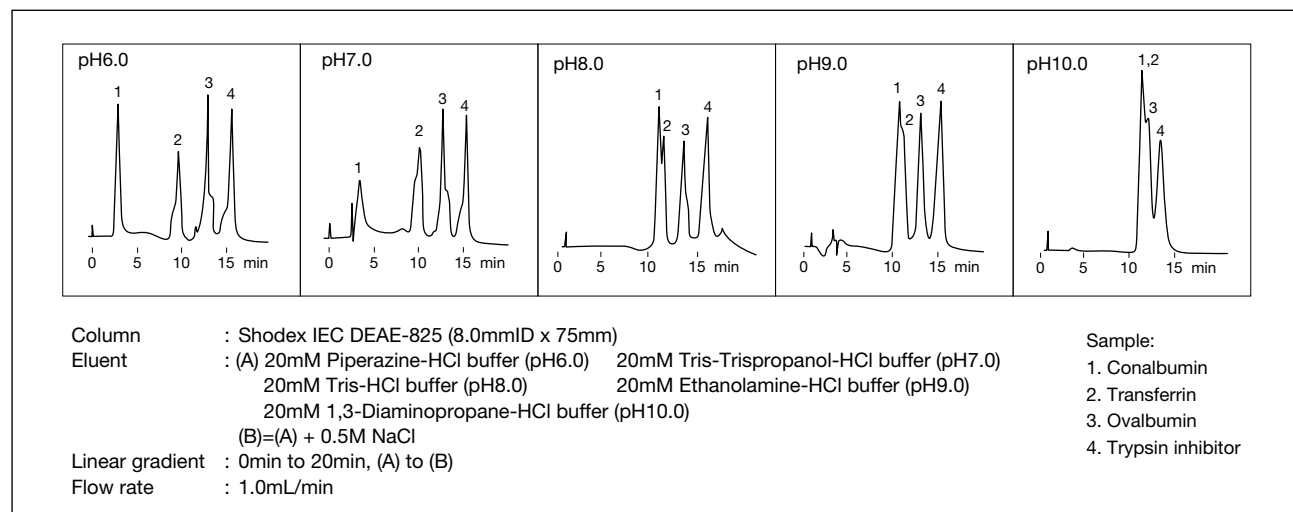 pH6.0
1
2
3
4
0 5 10 15 min
pH7.0
1
2
3
4
0 5 10 15 min
pH8.0
1
2
3
4
0 5 10 15 min
pH9.0
1
2
3
4
0 5 10 15 min
pH10.0
1,2
3
4
0 5 10 15 min
Column : Shodex IEC DEAE-825 (8.0mmID x 75mm)
Eluent : (A) 20mM Piperazine-HCl buffer (pH6.0) 20mM Tris-Trispropanol-HCl buffer (pH7.0)
20mM Tris-HCl buffer (pH8.0) 20mM Ethanolamine-HCl buffer (pH9.0)
20mM 1,3-Diaminopropane-HCl buffer (pH10.0)
(B)=(A) + 0.5M NaCl
Linear gradient : 0min to 20min, (A) to (B)
Flow rate : 1.0mL/min
Sample:
1. Conalbumin
2. Transferrin
3. Ovalbumin
4. Trypsin inhibitor